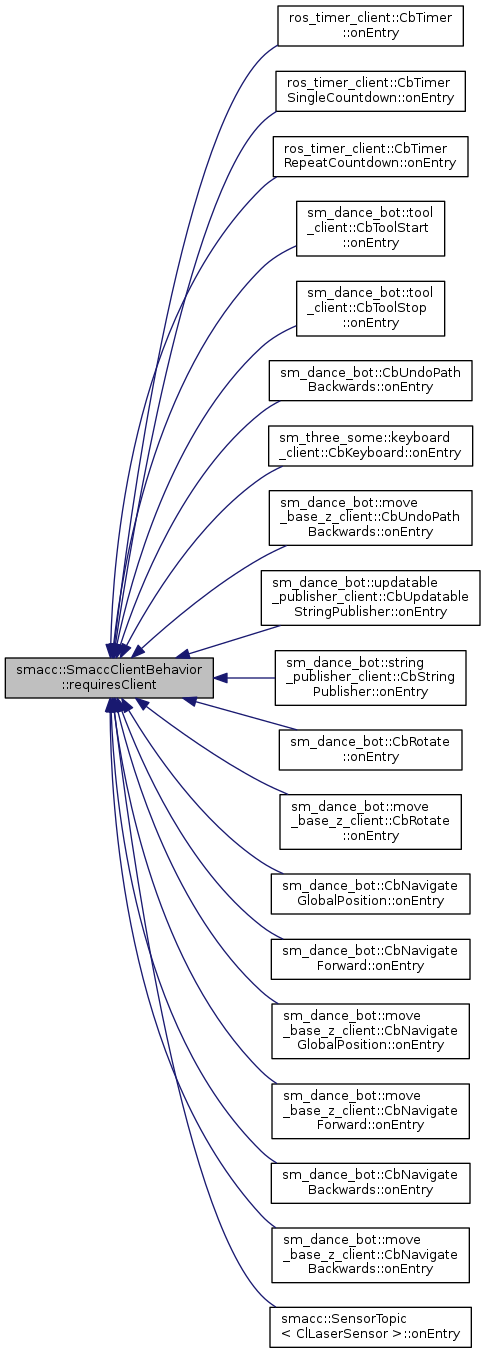 ros_timer_client::CbTimer
::onEntry
ros_timer_client::CbTimer
SingleCountdown::onEntry
ros_timer_client::CbTimer
RepeatCountdown::onEntry
sm_dance_bot::tool
_client::CbToolStart
::onEntry
sm_dance_bot::tool
_client::CbToolStop
::onEntry
sm_dance_bot::CbUndoPath
Backwards::onEntry
sm_three_some::keyboard
_client::CbKeyboard::onEntry
sm_dance_bot::move
_base_z_client::CbUndoPath
Backwards::onEntry
sm_dance_bot::updatable
_publisher_client::CbUpdatable
StringPublisher::onEntry
smacc::SmaccClientBehavior
::requiresClient
sm_dance_bot::string
_publisher_client::CbString
Publisher::onEntry
sm_dance_bot::CbRotate
::onEntry
sm_dance_bot::move
_base_z_client::CbRotate
::onEntry
sm_dance_bot::CbNavigate
GlobalPosition::onEntry
sm_dance_bot::CbNavigate
Forward::onEntry
sm_dance_bot::move
_base_z_client::CbNavigate
GlobalPosition::onEntry
sm_dance_bot::move
_base_z_client::CbNavigate
Forward::onEntry
sm_dance_bot::CbNavigate
Backwards::onEntry
sm_dance_bot::move
_base_z_client::CbNavigate
Backwards::onEntry
smacc::SensorTopic
< ClLaserSensor >::onEntry